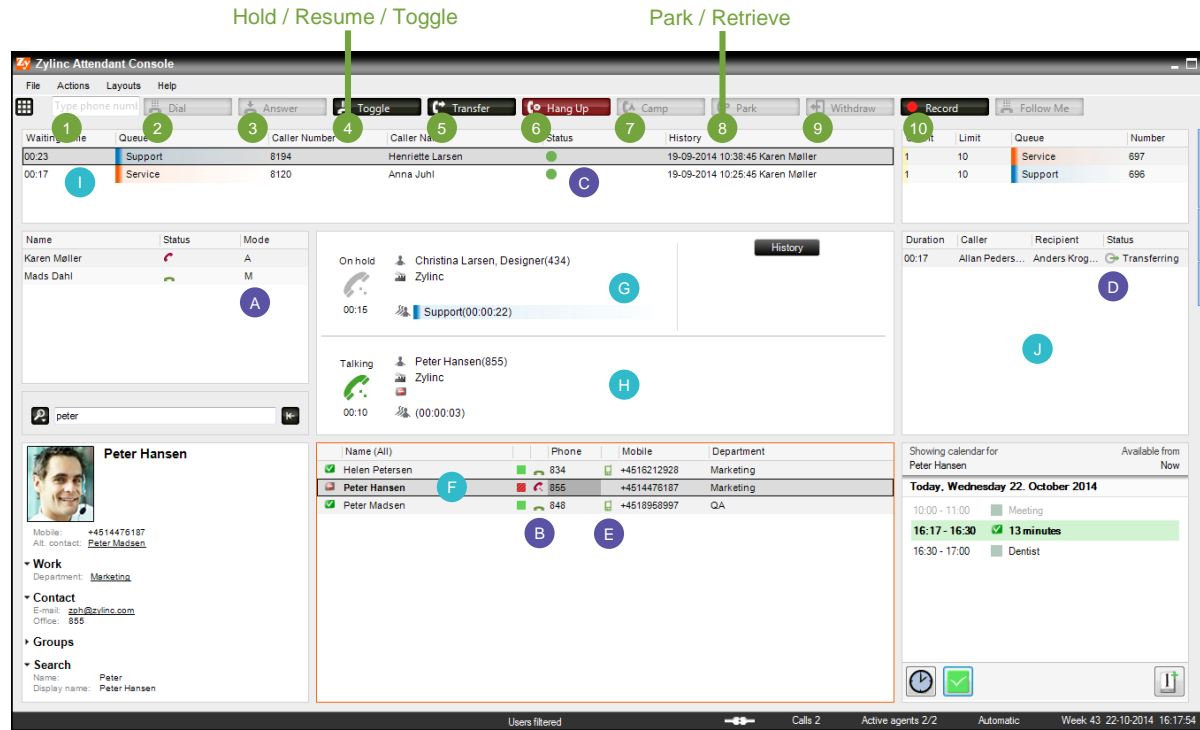 Hold / Resume / Toggle
Park / Retrieve
Zylinc Attendant Console
File Actions Layouts Help
Dial Answer Toggle Transfer Hang Up Camp Park Withdraw Record Follow Me
Type phone
1 2 3 4 5 6 7 8 9 10
Queue Caller Number Caller Status History
00:23 Support 8194 Henriette Larsen 19-09-2014 10:38:45 Karen Møller
00:17 Service 8120 Anna Juhl 19-09-2014 10:25:45 Karen Møller
I
C
Limit Queue Number
1 10 Service 697
1 10 Support 696
Name Status Mode
Karen Møller A
Mads Dahl M
A
On hold Christina Larsen, Designer(434)
Zylinc
00:15 Support(00:00:22)
G
History
Talking Peter Hansen(855)
Zylinc
00:10 (00:00:03)
H
Duration Caller Recipient Status
00:17 Allan Peders... Anders Krog... Transferring
D
J
peter
Peter Hansen
Mobile: +4514476187
Alt. contact: Peter Madsen
Work
Department: Marketing
Contact
E-mail: zph@zylinc.com
Office: 855
Groups
Search
Name: Peter
Display name: Peter Hansen
Name (All) Phone Mobile Department
Helen Petersen 834 +4516212928 Marketing
Peter Hansen 855 +4514476187 Marketing
Peter Madsen 848 +4518958997 QA
F
B
E
Showing calendar for Available from
Peter Hansen Now
Today, Wednesday 22. October 2014
10:00 - 11:00 Meeting
16:17 - 16:30 13 minutes
16:30 - 17:00 Dentist
Users filtered Calls 2 Active agents 2/2 Automatic Week 43 22-10-2014 16:17:54